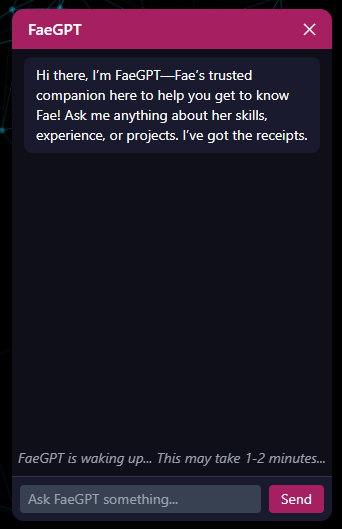 FaeGPT
Hi there, I’m FaeGPT—Fae’s trusted
companion here to help you get to know
Fae! Ask me anything about her skills,
experience, or projects. I’ve got the receipts.
FaeGPT is waking up... This may take 1-2 minutes...
Ask FaeGPT something...
Send